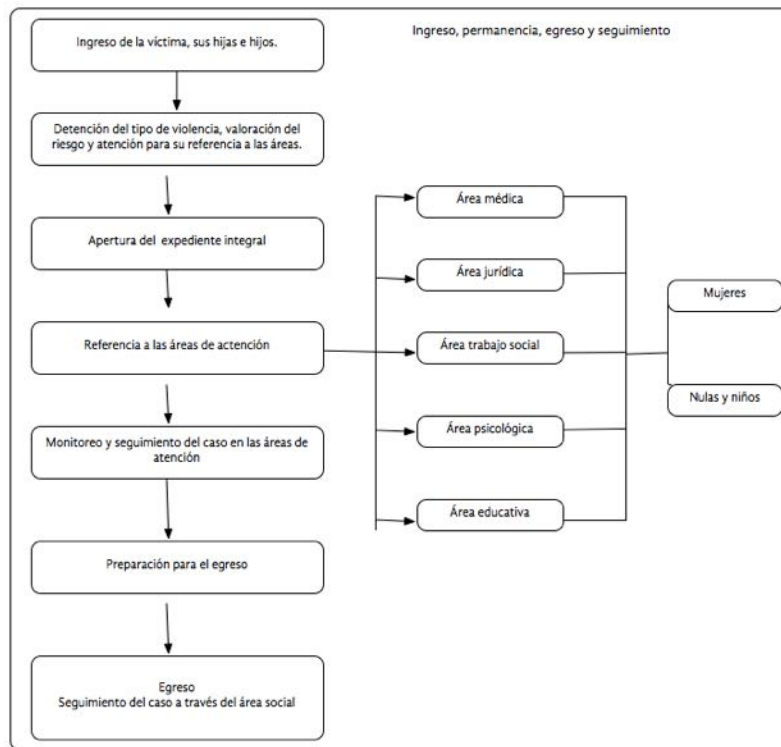 Ingreso, permanencia, egreso y seguimiento
Ingreso de la víctima, sus hijas e hijos.
Detención del tipo de violencia, valoración del
riesgo y atención para su referencia a las áreas.
Apertura del expediente integral
Referencia a las áreas de actención
Monitoreo y seguimiento del caso en las áreas de
atención
Preparación para el egreso
Egreso
Seguimiento del caso a través del área social
Área médica
Área jurídica
Área trabajo social
Área psicológica
Área educativa
Mujeres
Nulas y niños